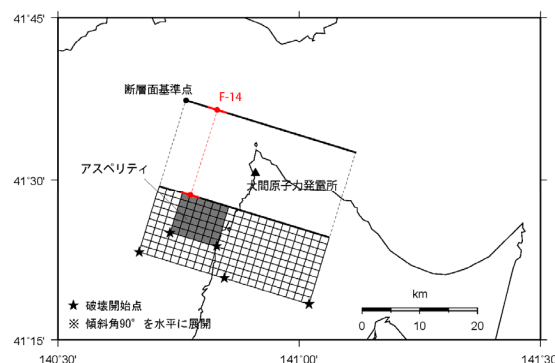 41°45'
断層面基準点
F-14
アスペリティ
大間原子力発電所
41°30'
km
0 10 20
★ 破壊開始点
※ 傾斜角90°を水平に展開
41°15'
140°30' 141°00' 141°30'